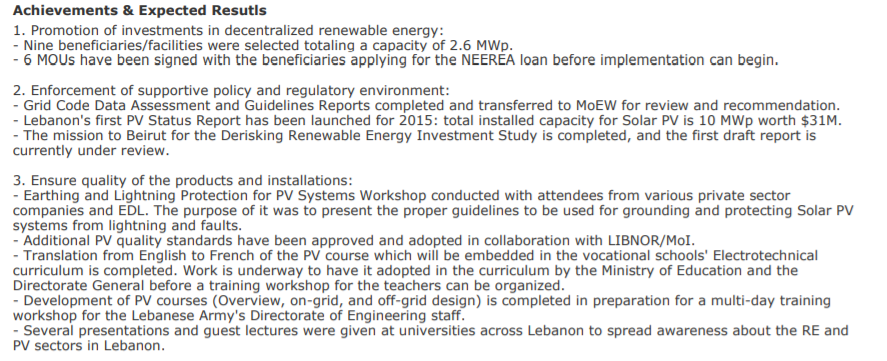 Achievements & Expected Resutls
1. Promotion of investments in decentralized renewable energy:
- Nine beneficiaries/facilities were selected totaling a capacity of 2.6 MWp.
- 6 MOUs have been signed with the beneficiaries applying for the NEEREA loan before implementation can begin.
2. Enforcement of supportive policy and regulatory environment:
- Grid Code Data Assessment and Guidelines Reports completed and transferred to MoEW for review and recommendation.
- Lebanon's first PV Status Report has been launched for 2015: total installed capacity for Solar PV is 10 MWp worth $31M.
- The mission to Beirut for the Derisking Renewable Energy Investment Study is completed, and the first draft report is
currently under review.
3. Ensure quality of the products and installations:
- Earthing and Lightning Protection for PV Systems Workshop conducted with attendees from various private sector
companies and EDL. The purpose of it was to present the proper guidelines to be used for grounding and protecting Solar PV
systems from lightning and faults.
- Additional PV quality standards have been approved and adopted in collaboration with LIBNOR/MoI.
- Translation from English to French of the PV course which will be embedded in the vocational schools' Electrotechnical
curriculum is completed. Work is underway to have it adopted in the curriculum by the Ministry of Education and the
Directorate General before a training workshop for the teachers can be organized.
- Development of PV courses (Overview, on-grid, and off-grid design) is completed in preparation for a multi-day training
workshop for the Lebanese Army's Directorate of Engineering staff.
- Several presentations and guest lectures were given at universities across Lebanon to spread awareness about the RE and
PV sectors in Lebanon.